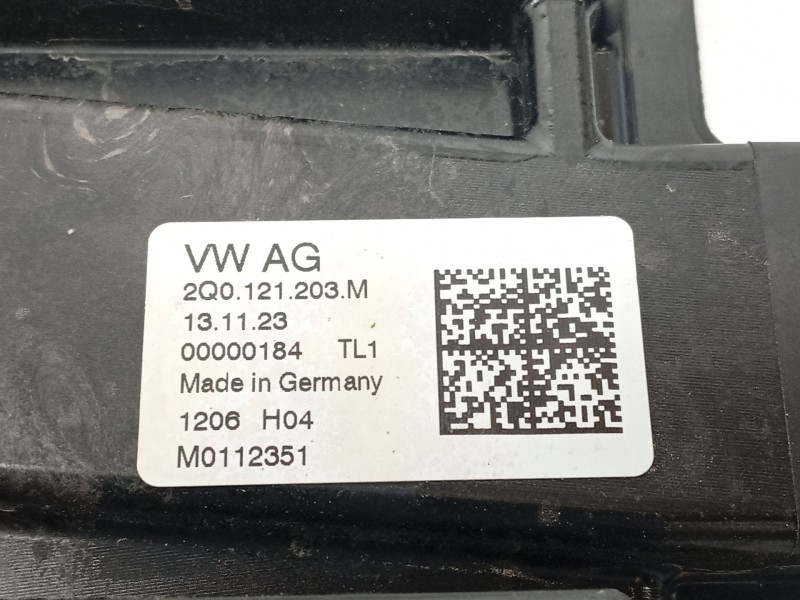 VW AG
2Q0.121.203.M
13.11.23
00000184 TL1
Made in Germany
1206 H04
M0112351